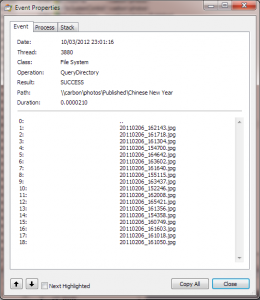 Event Properties
Event Process Stack
Date: 10/03/2012 23:01:16
Thread: 3880
Class: File System
Operation: QueryDirectory
Result: SUCCESS
Path: \\carbon\photos\Published\Chinese New Year
Duration: 0.0000210
0: ..
1: 20110206_162143.jpg
2: 20110206_161718.jpg
3: 20110206_161304.jpg
4: 20110206_154700.jpg
5: 20110206_164642.jpg
6: 20110206_163602.jpg
7: 20110206_161640.jpg
8: 20110206_155115.jpg
9: 20110206_163437.jpg
10: 20110206_152246.jpg
11: 20110206_162008.jpg
12: 20110206_165421.jpg
13: 20110206_161356.jpg
14: 20110206_154358.jpg
15: 20110206_160749.jpg
16: 20110206_161603.jpg
17: 20110206_161018.jpg
18: 20110206_161050.jpg
Next Highlighted Copy All Close